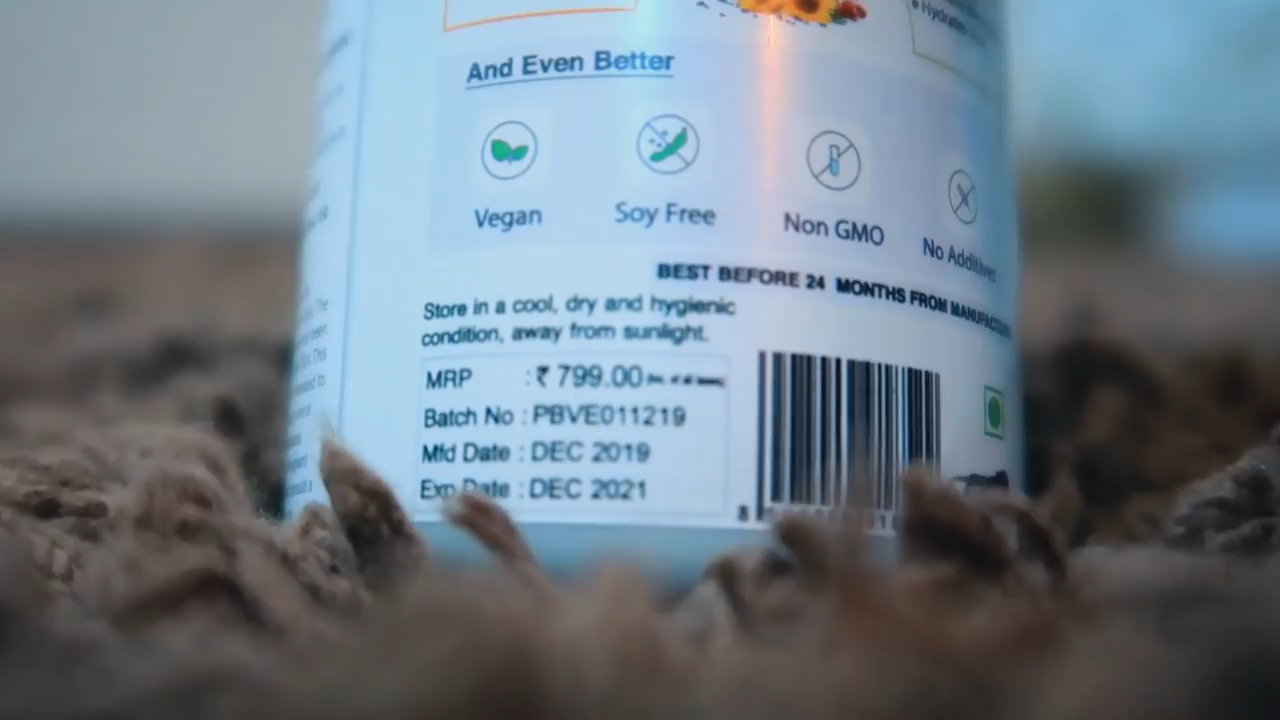 And Even Better
Vegan
Soy Free
Non GMO
No Additives
BEST BEFORE 24 MONTHS FROM
Store in a cool, dry and hygienic
condition, away from sunlight.
MRP : ₹ 799.00
Batch No : PBVE011219
Mfd Date : DEC 2019
Exp Date : DEC 2021
8